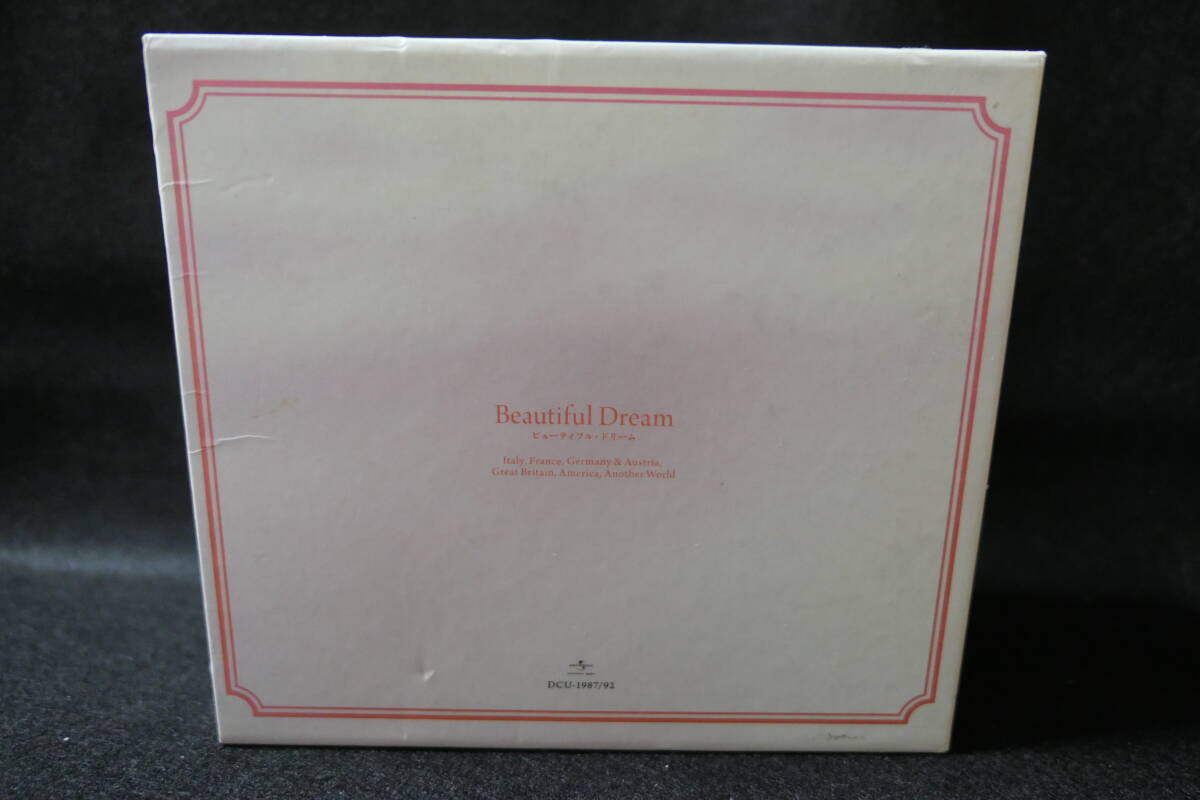 Beautiful Dream
ビューティフル・ドリーム
Italy, France, Germany & Austria,
Great Britain, America, Another World
DCU-1987/92